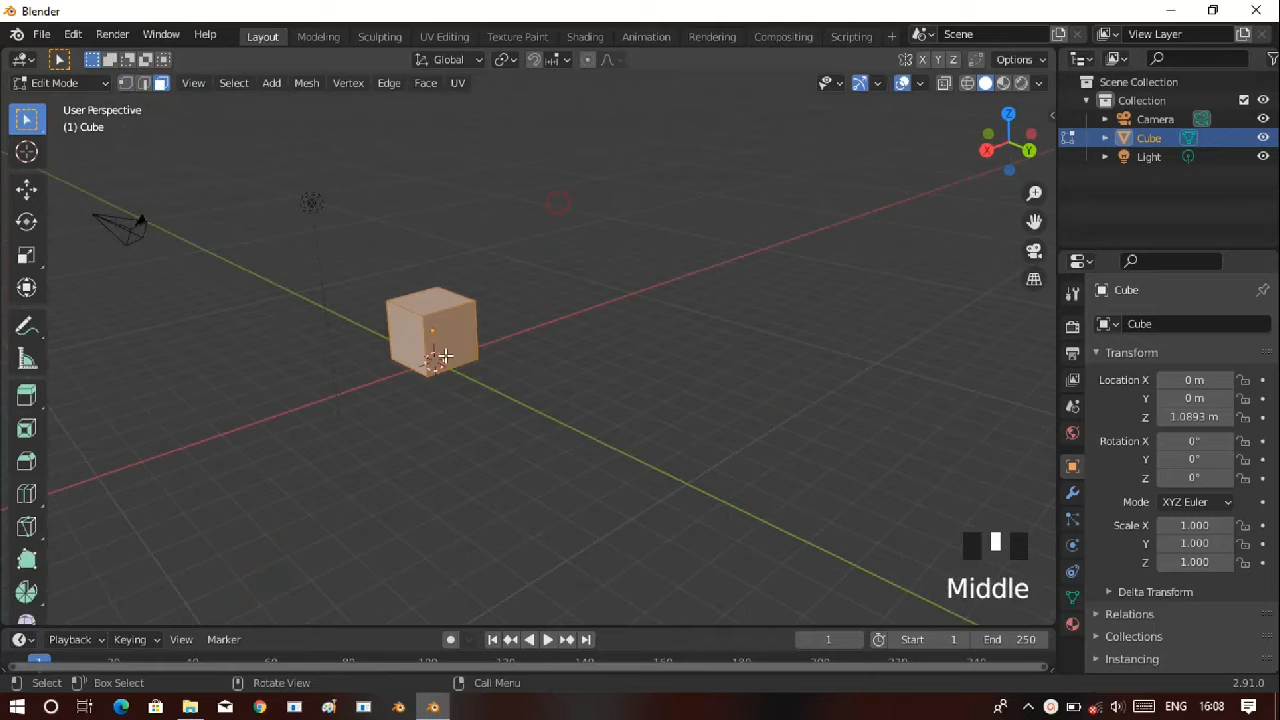 Blender
File Edit Render Window Help Layout Modeling Sculpting UV Editing Texture Paint Shading Animation Rendering Compositing Scripting + Scene View Layer
Global X Y Z Options
Edit Mode View Select Add Mesh Vertex Edge Face UV
Scene Collection
Collection
Camera
Cube
Light
User Perspective
(1) Cube
Z
X
Y
Cube
Cube
Transform
Location X 0 m
Y 0 m
Z 1.0893 m
Rotation X 0°
Y 0°
Z 0°
Mode XYZ Euler
Scale X 1.000
Y 1.000
Z 1.000
Delta Transform
Relations
Collections
Instancing
Middle
Playback Keying View Marker 1 Start 1 End 250
1
Select Box Select Rotate View Call Menu 2.91.0
ENG 16:08